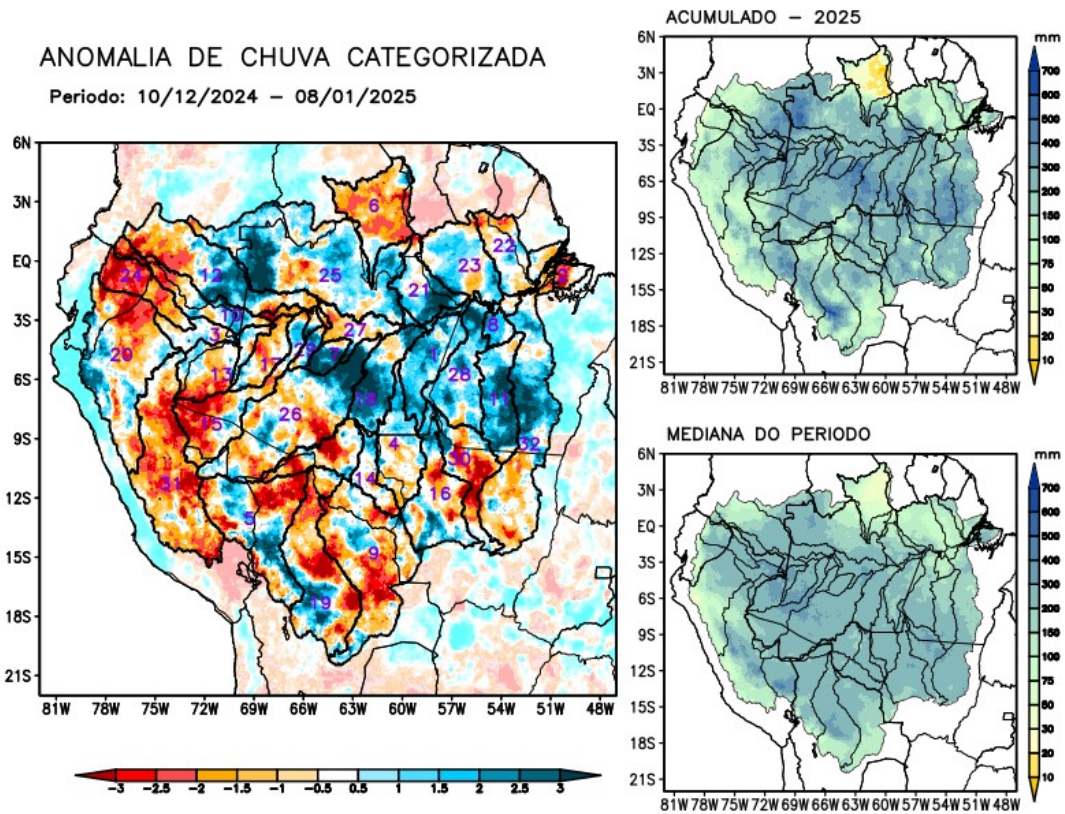 ANOMALIA DE CHUVA CATEGORIZADA
Periodo: 10/12/2024 – 08/01/2025
6N
3N
EQ
3S
6S
9S
12S
15S
18S
21S
6
22
2
24
12
25
23
21
10
8
3
27
29
20
1
13
17
7
28
26
18
11
15
4
32
30
31
14
16
5
9
19
81W 78W 75W 72W 69W 66W 63W 60W 57W 54W 51W 48W
-3 -2.5 -2 -1.5 -1 -0.5 0.5 1 1.5 2 2.5 3
ACUMULADO – 2025
6N
3N
EQ
3S
6S
9S
12S
15S
18S
21S
81W 78W 75W 72W 69W 66W 63W 60W 57W 54W 51W 48W
mm
700
600
500
400
300
200
150
100
75
50
30
20
10
MEDIANA DO PERIODO
6N
3N
EQ
3S
6S
9S
12S
15S
18S
21S
81W 78W 75W 72W 69W 66W 63W 60W 57W 54W 51W 48W
mm
700
600
500
400
300
200
150
100
75
50
30
20
10